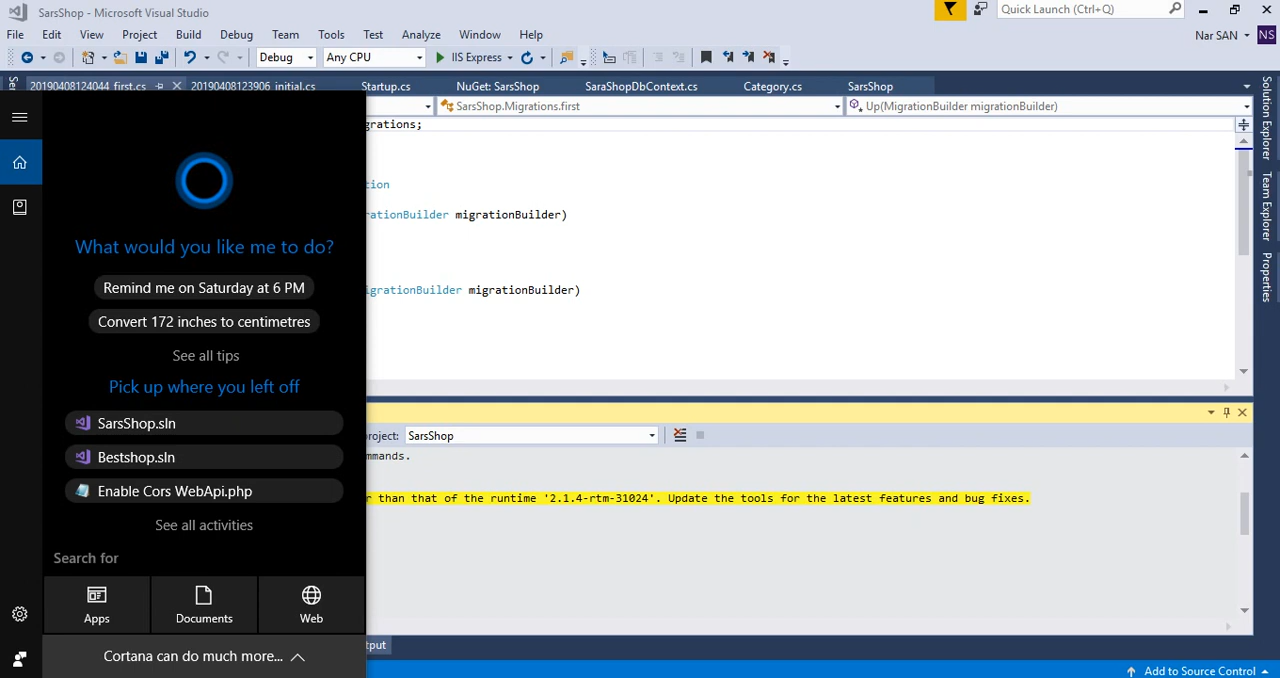 SarsShop - Microsoft Visual Studio
Quick Launch (Ctrl+Q)
File Edit View Project Build Debug Team Tools Test Analyze Window Help
Nar SAN NS
Debug Any CPU IIS Express
20190408124044_first.cs 20190408123906_initial.cs Startup.cs NuGet: SarsShop SaraShopDbContext.cs Category.cs SarsShop
SarsShop.Migrations.first Up(MigrationBuilder migrationBuilder)
grations;
tion
rationBuilder migrationBuilder)
igrationBuilder migrationBuilder)
Solution Explorer
Team Explorer
Properties
What would you like me to do?
Remind me on Saturday at 6 PM
Convert 172 inches to centimetres
See all tips
Pick up where you left off
SarsShop.sln
Bestshop.sln
Enable Cors WebApi.php
See all activities
Search for
Apps Documents Web
Cortana can do much more...
roject: SarsShop
mmands.
r than that of the runtime '2.1.4-rtm-31024'. Update the tools for the latest features and bug fixes.
tput
Add to Source Control